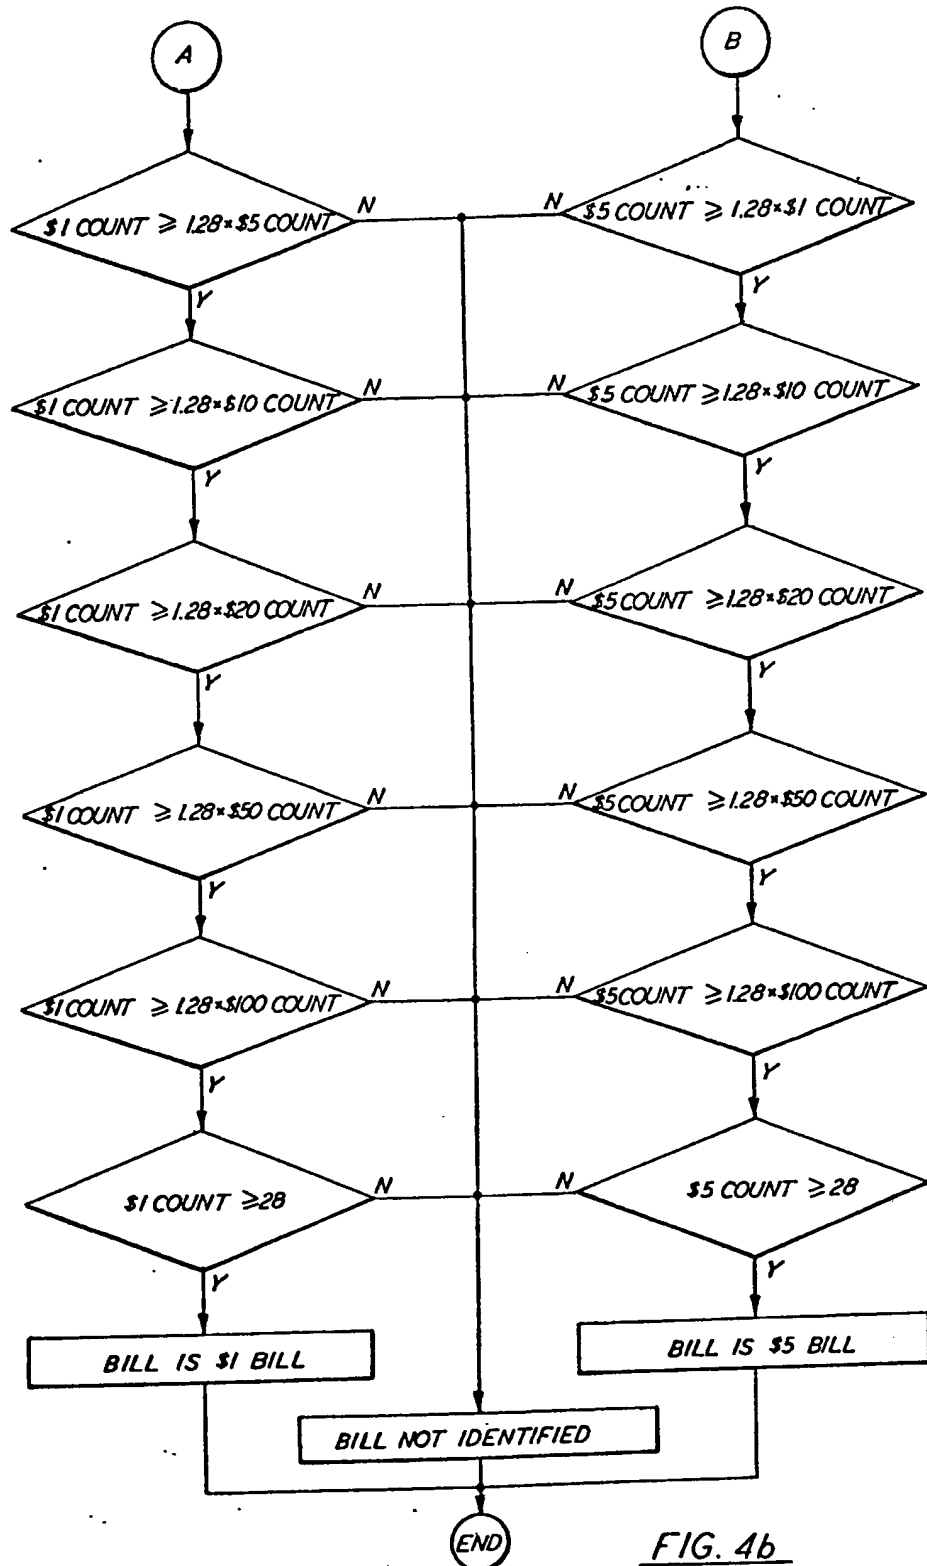 A
B
$1 COUNT ≥ 1.28×$5 COUNT
N
N
$5 COUNT ≥ 1.28×$1 COUNT
Y
Y
$1 COUNT ≥ 1.28×$10 COUNT
N
N
$5 COUNT ≥ 1.28×$10 COUNT
Y
Y
$1 COUNT ≥ 1.28×$20 COUNT
N
N
$5 COUNT ≥ 1.28×$20 COUNT
Y
Y
$1 COUNT ≥ 1.28×$50 COUNT
N
N
$5 COUNT ≥ 1.28×$50 COUNT
Y
Y
$1 COUNT ≥ 1.28×$100 COUNT
N
N
$5 COUNT ≥ 1.28×$100 COUNT
Y
Y
$1 COUNT ≥28
N
N
$5 COUNT ≥28
Y
Y
BILL IS $1 BILL
BILL IS $5 BILL
BILL NOT IDENTIFIED
END
FIG. 4b